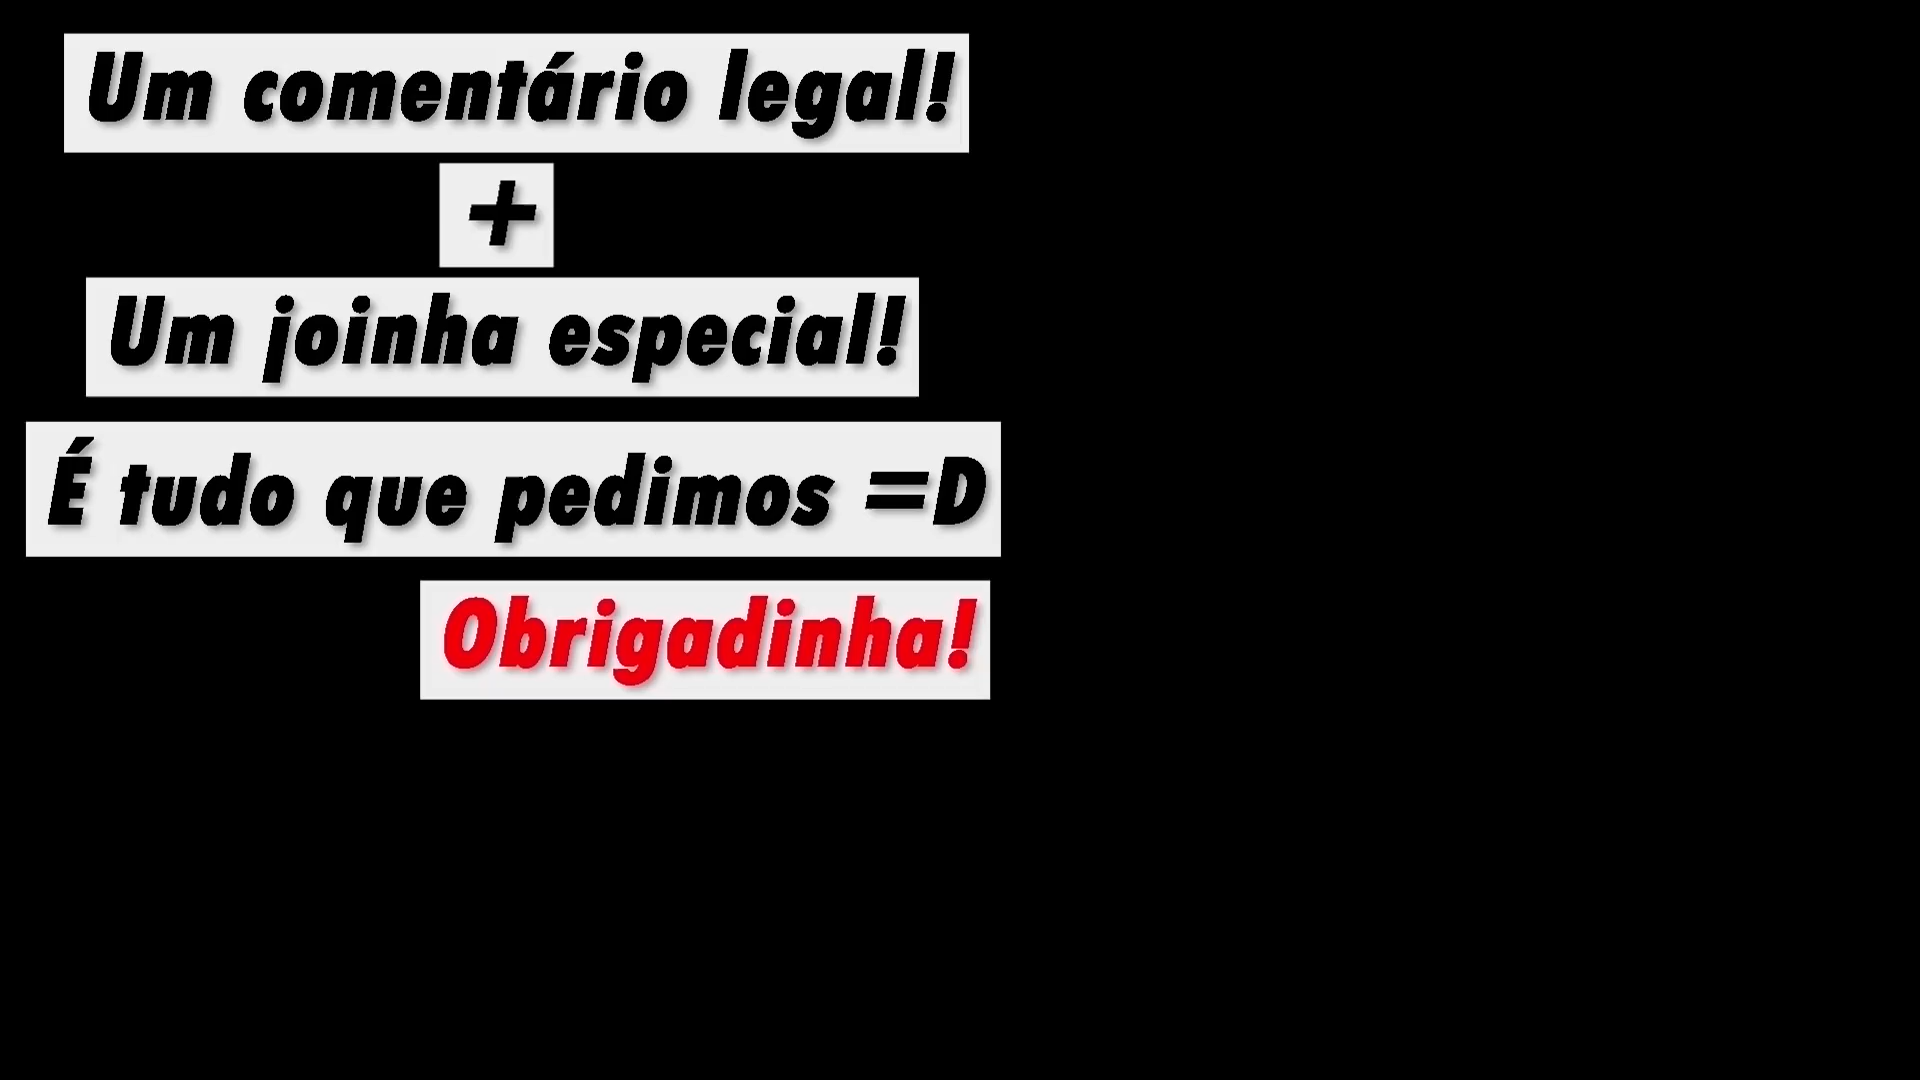 Um comentário legal!
+
Um joinha especial!
É tudo que pedimos =D
Obrigadinha!